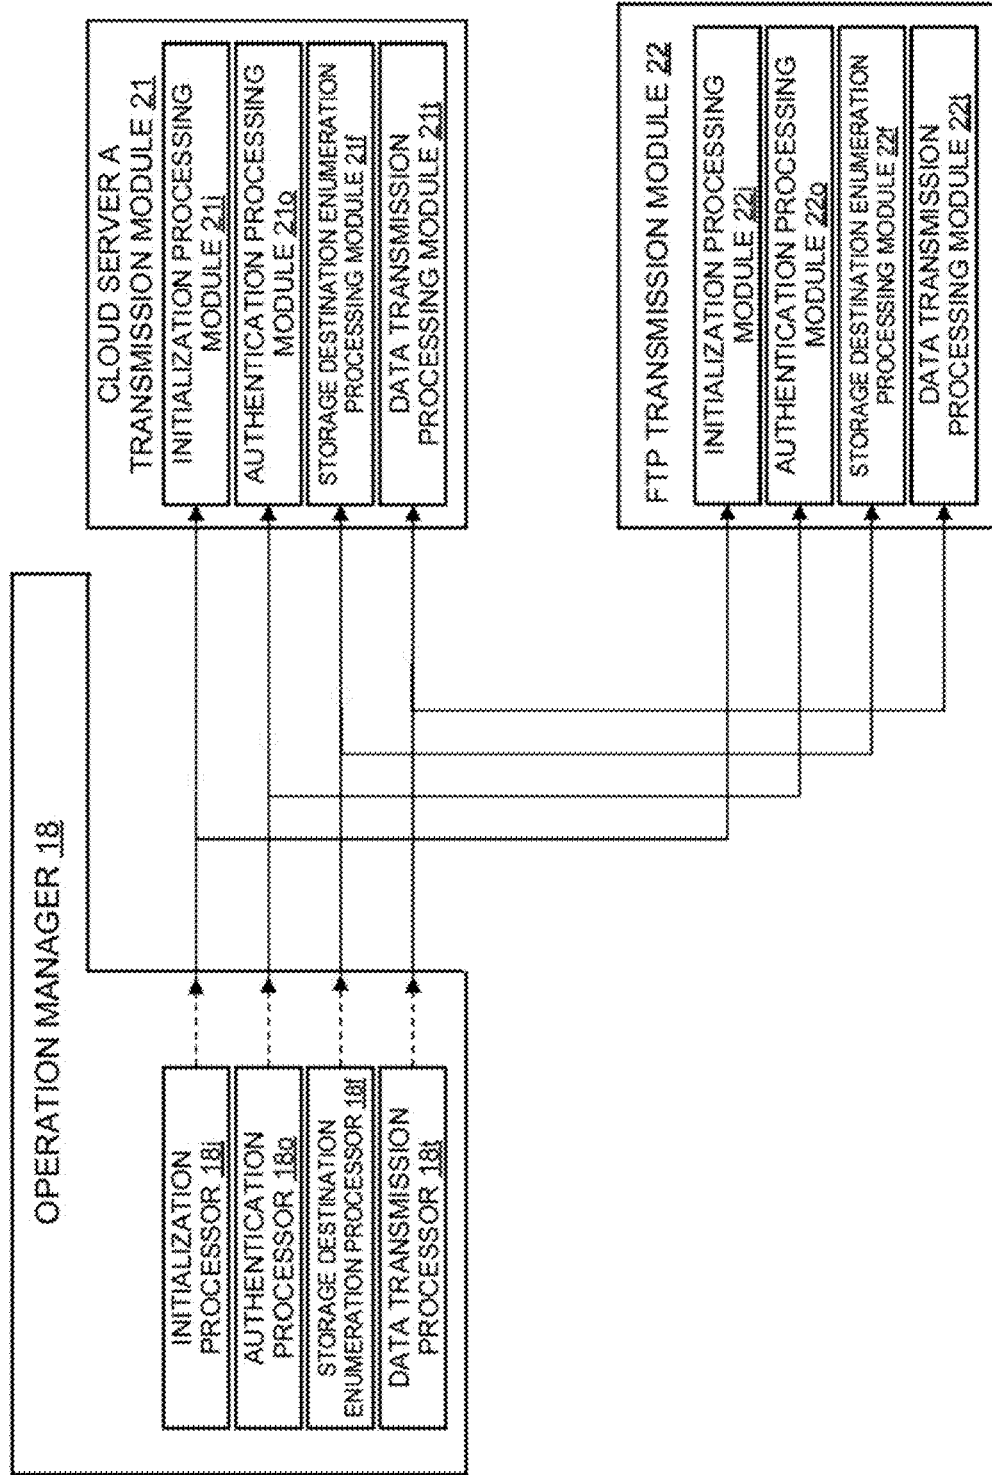 OPERATION MANAGER 18
INITIALIZATION
PROCESSOR 18i
AUTHENTICATION
PROCESSOR 18o
STORAGE DESTINATION
ENUMERATION PROCESSOR 18f
DATA TRANSMISSION
PROCESSOR 18t
CLOUD SERVER A
TRANSMISSION MODULE 21
INITIALIZATION PROCESSING
MODULE 21i
AUTHENTICATION PROCESSING
MODULE 21o
STORAGE DESTINATION ENUMERATION
PROCESSING MODULE 21f
DATA TRANSMISSION
PROCESSING MODULE 21t
FTP TRANSMISSION MODULE 22
INITIALIZATION PROCESSING
MODULE 22i
AUTHENTICATION PROCESSING
MODULE 22o
STORAGE DESTINATION ENUMERATION
PROCESSING MODULE 22f
DATA TRANSMISSION
PROCESSING MODULE 22t